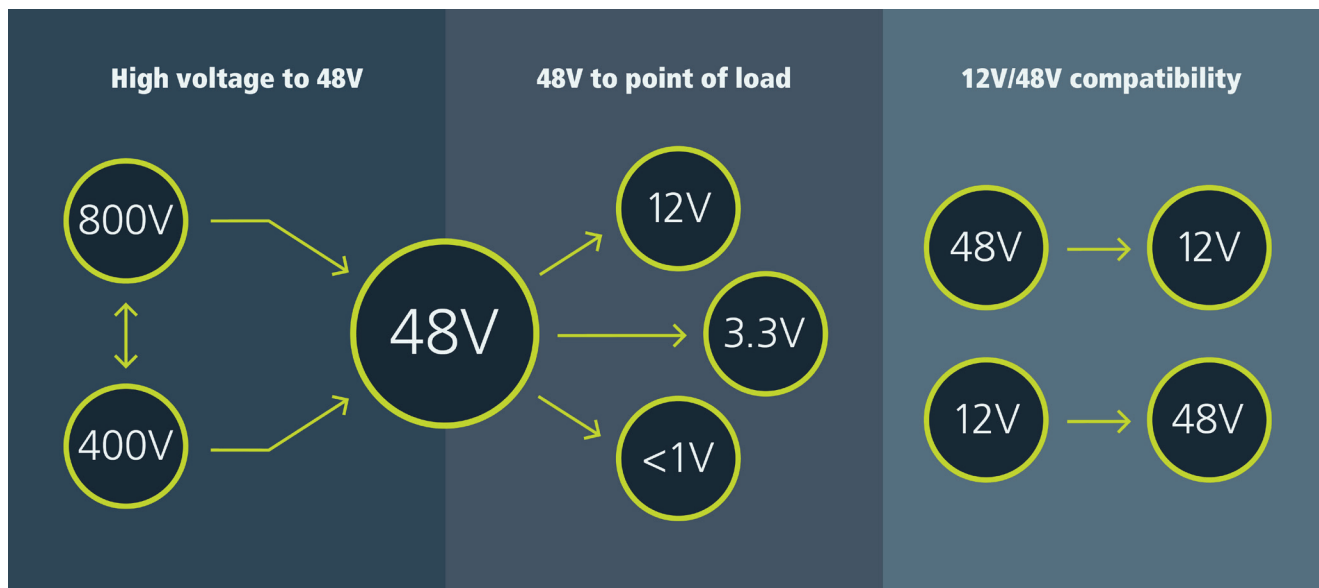 High voltage to 48V
48V to point of load
12V/48V compatibility
800V
400V
48V
12V
3.3V
<1V
48V
12V
12V
48V